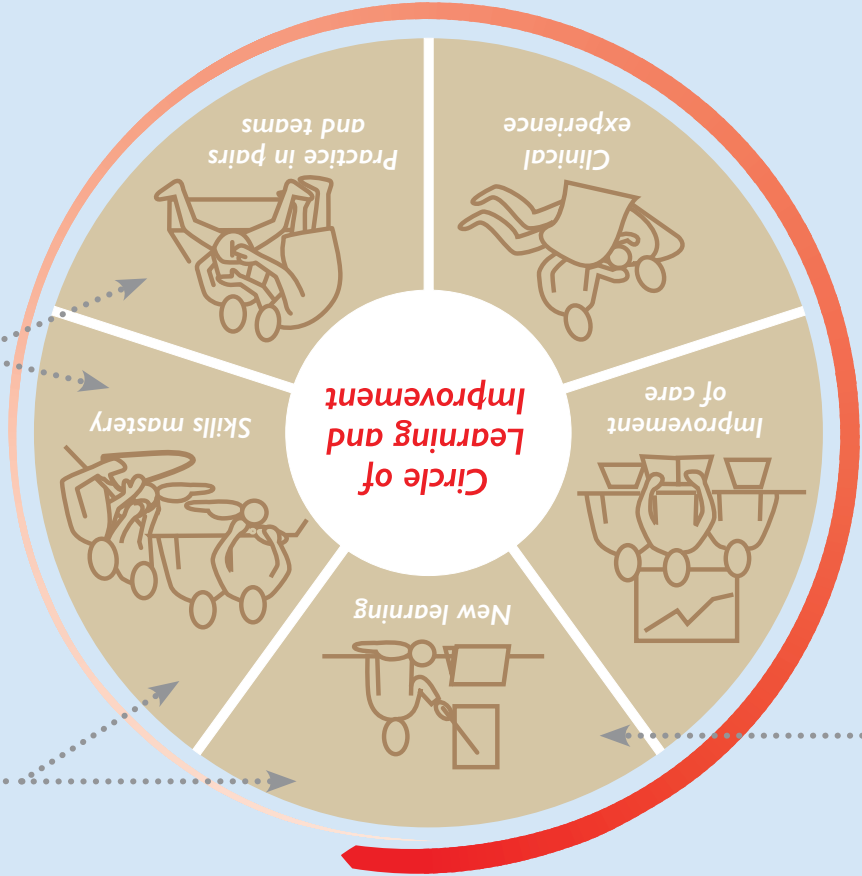 Circle of
Learning and
Improvement
New learning
Skills mastery
Practice in pairs
and teams
Clinical
experience
Improvement
of care